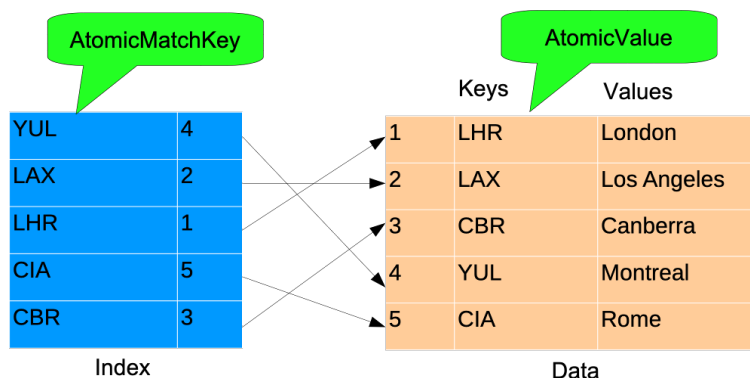 AtomicMatchKey
AtomicValue
Keys Values
YUL 4
LAX 2
LHR 1
CIA 5
CBR 3
Index
1 LHR London
2 LAX Los Angeles
3 CBR Canberra
4 YUL Montreal
5 CIA Rome
Data